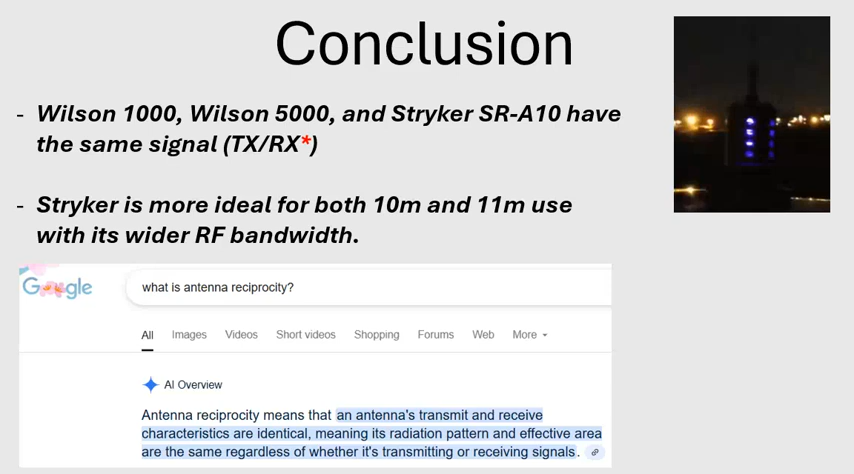 Conclusion
- Wilson 1000, Wilson 5000, and Stryker SR-A10 have
the same signal (TX/RX*)
- Stryker is more ideal for both 10m and 11m use
with its wider RF bandwidth.
Google
what is antenna reciprocity?
All Images Videos Short videos Shopping Forums Web More
AI Overview
Antenna reciprocity means that an antenna's transmit and receive
characteristics are identical, meaning its radiation pattern and effective area
are the same regardless of whether it's transmitting or receiving signals.